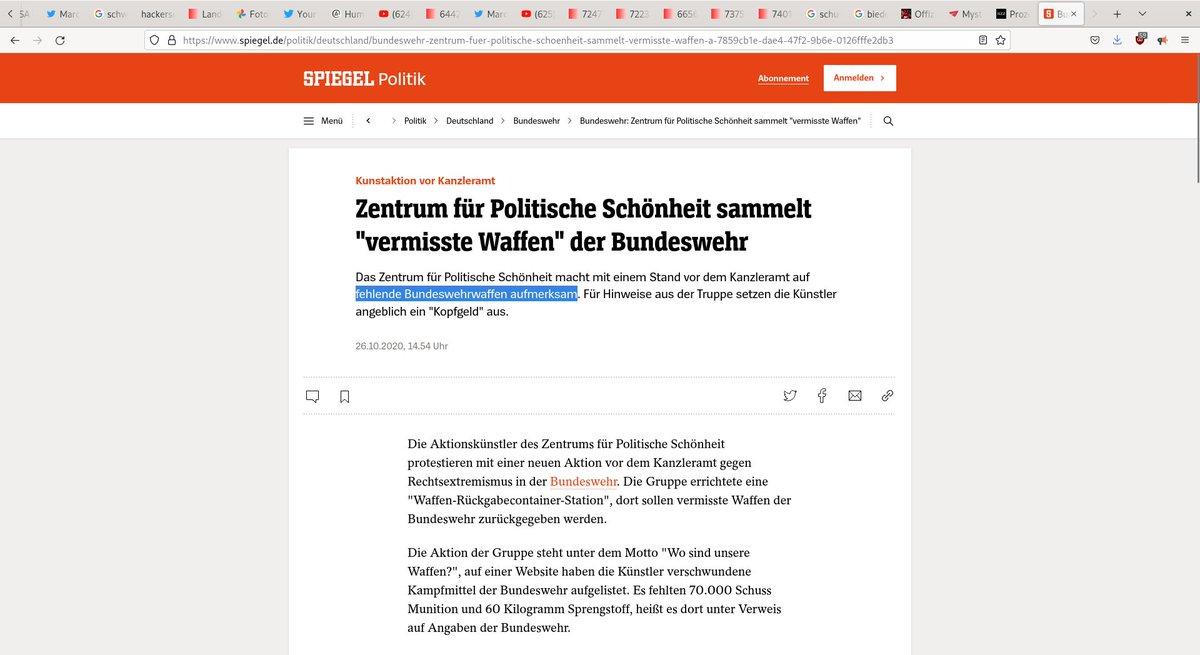 SA
Marc
schw
hackers
Land
Foto
Your
Hum
(624)
6442
Marc
(625)
7247
7223
6656
7375
7401
schu
bied
Offiz
Myst
Proz
Bu
https://www.spiegel.de/politik/deutschland/bundeswehr-zentrum-fuer-politische-schoenheit-sammelt-vermisste-waffen-a-7859cb1e-dae4-47f2-9b6e-0126fffe2db3
SPIEGEL Politik
Abonnement
Anmelden
Menü
Politik
Deutschland
Bundeswehr
Bundeswehr: Zentrum für Politische Schönheit sammelt "vermisste Waffen"
Kunstaktion vor Kanzleramt
Zentrum für Politische Schönheit sammelt
"vermisste Waffen" der Bundeswehr
Das Zentrum für Politische Schönheit macht mit einem Stand vor dem Kanzleramt auf
fehlende Bundeswehrwaffen aufmerksam. Für Hinweise aus der Truppe setzen die Künstler
angeblich ein "Kopfgeld" aus.
26.10.2020, 14.54 Uhr
Die Aktionskünstler des Zentrums für Politische Schönheit
protestieren mit einer neuen Aktion vor dem Kanzleramt gegen
Rechtsextremismus in der Bundeswehr. Die Gruppe errichtete eine
"Waffen-Rückgabecontainer-Station", dort sollen vermisste Waffen der
Bundeswehr zurückgegeben werden.
Die Aktion der Gruppe steht unter dem Motto "Wo sind unsere
Waffen?", auf einer Website haben die Künstler verschwundene
Kampfmittel der Bundeswehr aufgelistet. Es fehlten 70.000 Schuss
Munition und 60 Kilogramm Sprengstoff, heißt es dort unter Verweis
auf Angaben der Bundeswehr.